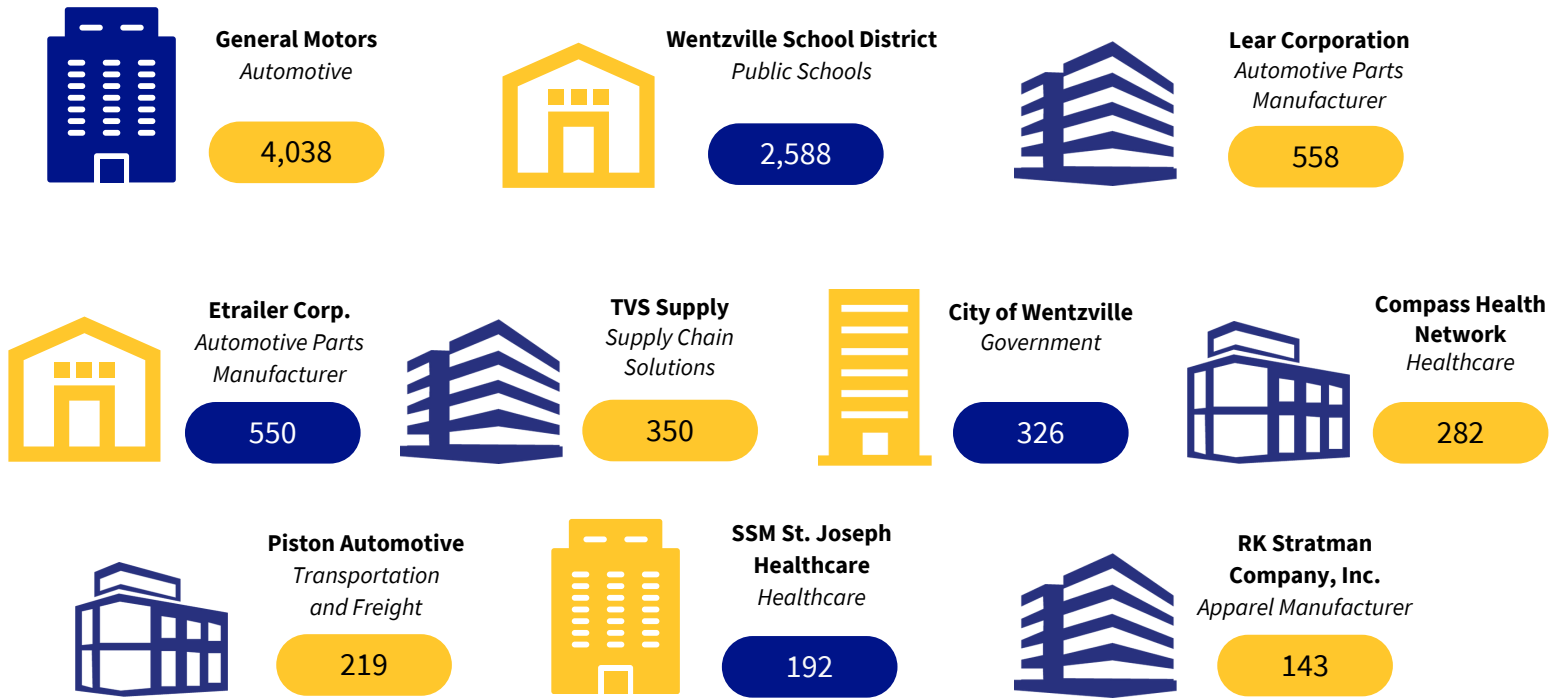 General Motors
Automotive
4,038
Wentzville School District
Public Schools
2,588
Lear Corporation
Automotive Parts
Manufacturer
558
Etrailer Corp.
Automotive Parts
Manufacturer
550
TVS Supply
Supply Chain
Solutions
350
City of Wentzville
Government
326
Compass Health
Network
Healthcare
282
Piston Automotive
Transportation
and Freight
219
SSM St. Joseph
Healthcare
Healthcare
192
RK Stratman
Company, Inc.
Apparel Manufacturer
143